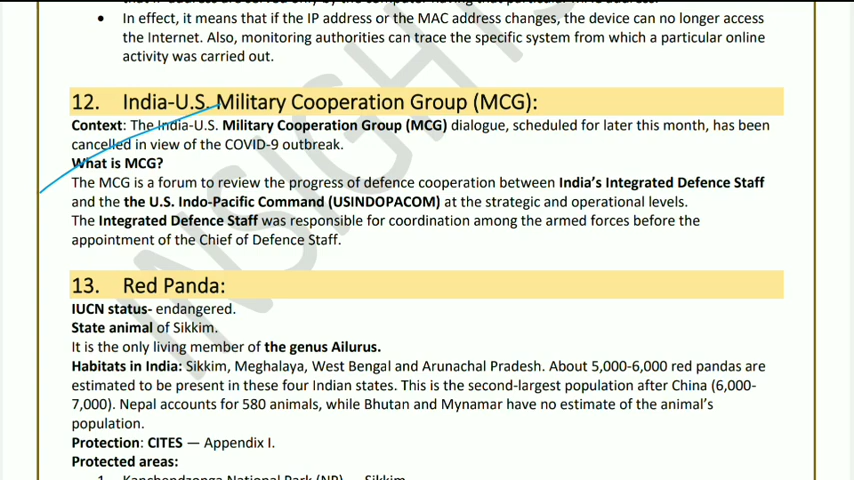 • In effect, it means that if the IP address or the MAC address changes, the device can no longer access
the Internet. Also, monitoring authorities can trace the specific system from which a particular online
activity was carried out.
12. India-U.S. Military Cooperation Group (MCG):
Context: The India-U.S. Military Cooperation Group (MCG) dialogue, scheduled for later this month, has been
cancelled in view of the COVID-9 outbreak.
What is MCG?
The MCG is a forum to review the progress of defence cooperation between India's Integrated Defence Staff
and the the U.S. Indo-Pacific Command (USINDOPACOM) at the strategic and operational levels.
The Integrated Defence Staff was responsible for coordination among the armed forces before the
appointment of the Chief of Defence Staff.
13. Red Panda:
IUCN status- endangered.
State animal of Sikkim.
It is the only living member of the genus Ailurus.
Habitats in India: Sikkim, Meghalaya, West Bengal and Arunachal Pradesh. About 5,000-6,000 red pandas are
estimated to be present in these four Indian states. This is the second-largest population after China (6,000-
7,000). Nepal accounts for 580 animals, while Bhutan and Mynamar have no estimate of the animal's
population.
Protection: CITES — Appendix I.
Protected areas:
1. Kanchendzonga National Park (NP) — Sikkim
INSIGHTS